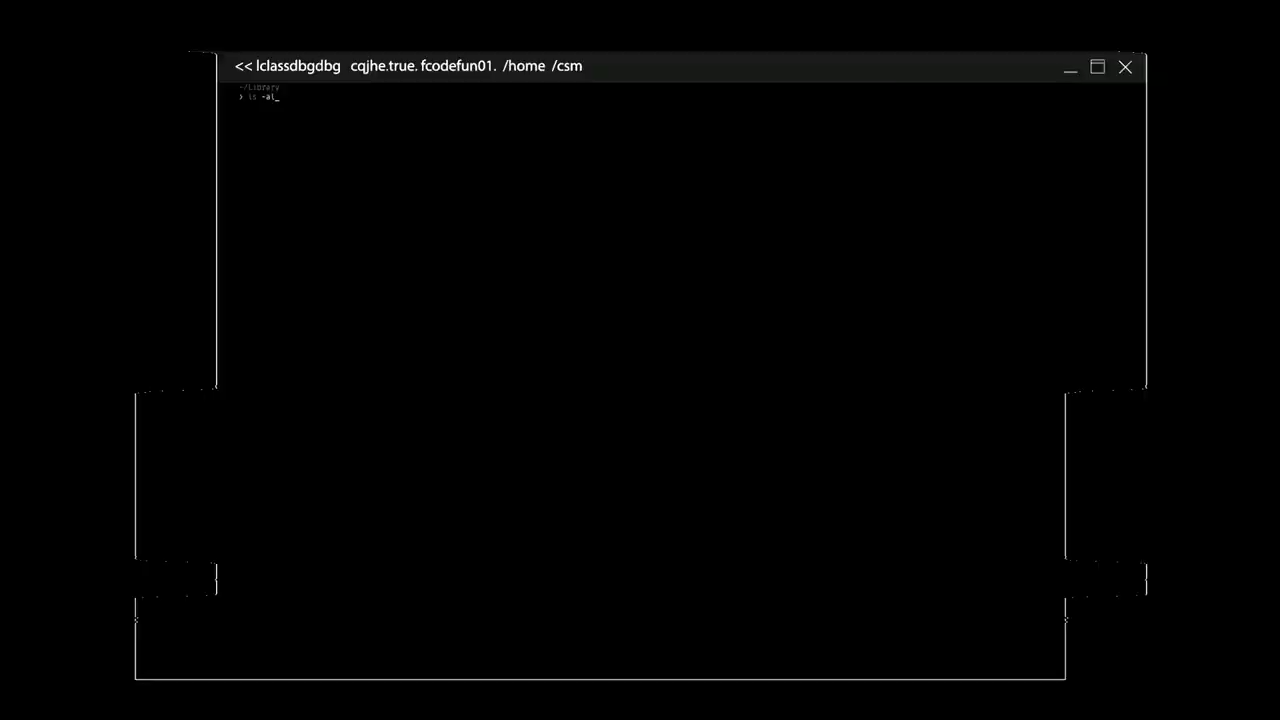 << lclassdbgdbg cqjhe.true. fcodefun01. /home /csm
~/Library
❯ ls -al_